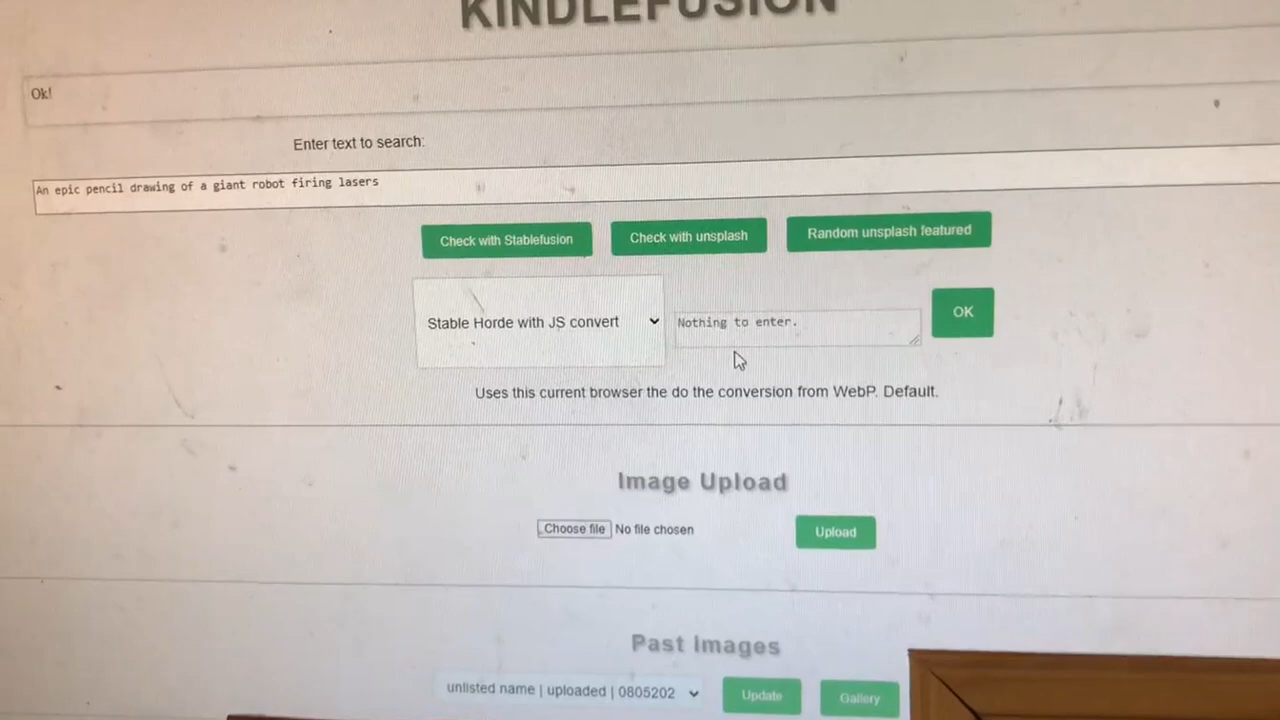 KINDLEFUSION
Ok!
Enter text to search:
An epic pencil drawing of a giant robot firing lasers
Check with Stablefusion
Check with unsplash
Random unsplash featured
Stable Horde with JS convert
Nothing to enter.
OK
Uses this current browser the do the conversion from WebP. Default.
Image Upload
Choose file No file chosen
Upload
Past Images
unlisted name | uploaded | 0805202
Update
Gallery